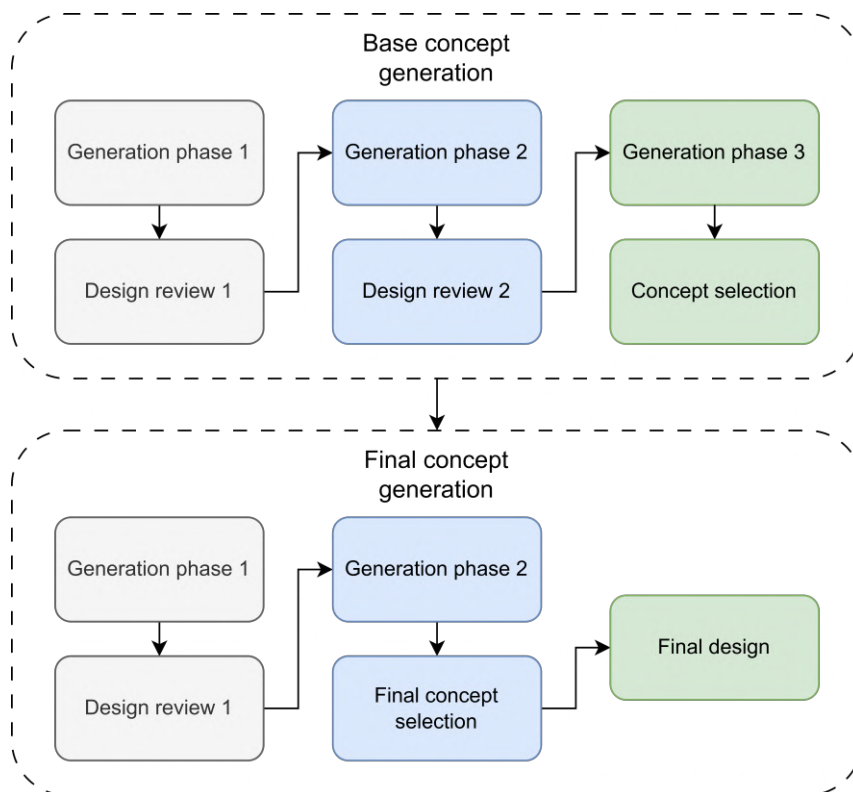 Base concept
generation
Generation phase 1
Generation phase 2
Generation phase 3
Design review 1
Design review 2
Concept selection
Final concept
generation
Generation phase 1
Generation phase 2
Final design
Design review 1
Final concept
selection